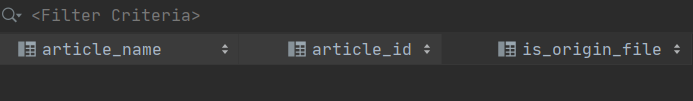 <Filter Criteria>
article_name article_id is_origin_file